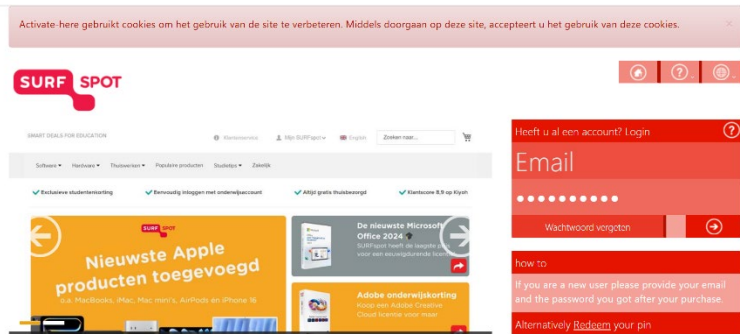 Activate-here gebruikt cookies om het gebruik van de site te verbeteren. Middels doorgaan op deze site, accepteert u het gebruik van deze cookies.
SURF SPOT
SMART DEALS FOR EDUCATION
Klantenservice
Mijn SURFspot
English
Zoeken naar...
Software
Hardware
Thuiswerken
Populaire producten
Studietips
Zakelijk
Exclusieve studentenkorting
Eenvoudig inloggen met onderwijsaccount
Altijd gratis thuisbezorgd
Klantscore 8,9 op Kiyoh
SURF SPOT
Nieuwste Apple
producten toegevoegd
o.a. MacBooks, iMac, Mac mini's, AirPods en iPhone 16
De nieuwste Microsoft
Office 2024
SURFspot heeft de laagste prijs
voor een eeuwigdurende licentie
Adobe onderwijskorting
Koop een Adobe Creative
Cloud licentie voor maar
Heeft u al een account? Login
Email
Wachtwoord vergeten
how to
If you are a new user please provide your email
and the password you got after your purchase.
Alternatively Redeem your pin